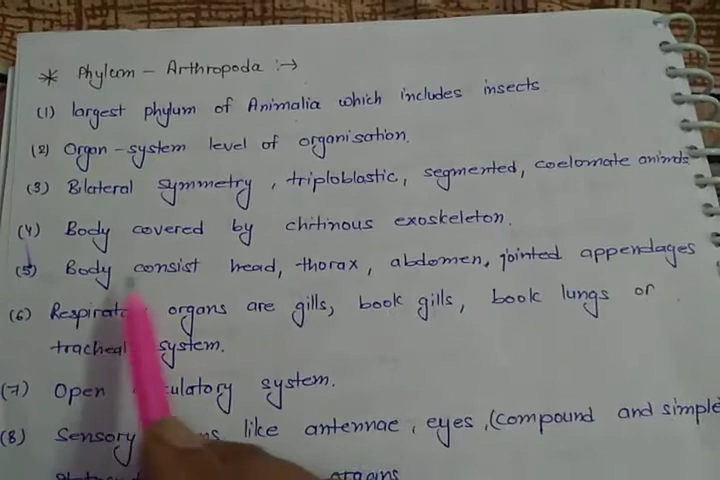 * Phylum - Arthropoda :→
(1) largest phylum of Animalia which includes insects
(2) Organ-system level of organisation.
(3) Bilateral symmetry, triploblastic, segmented, coelomate animals
(4) Body covered by chitinous exoskeleton.
(5) Body consist head, thorax, abdomen, jointed appendages
(6) organs are gills, book gills, book lungs or
tracheal system.
(7) Open system.
(8) Sensory like antennae, eyes, (compound and simple
organs